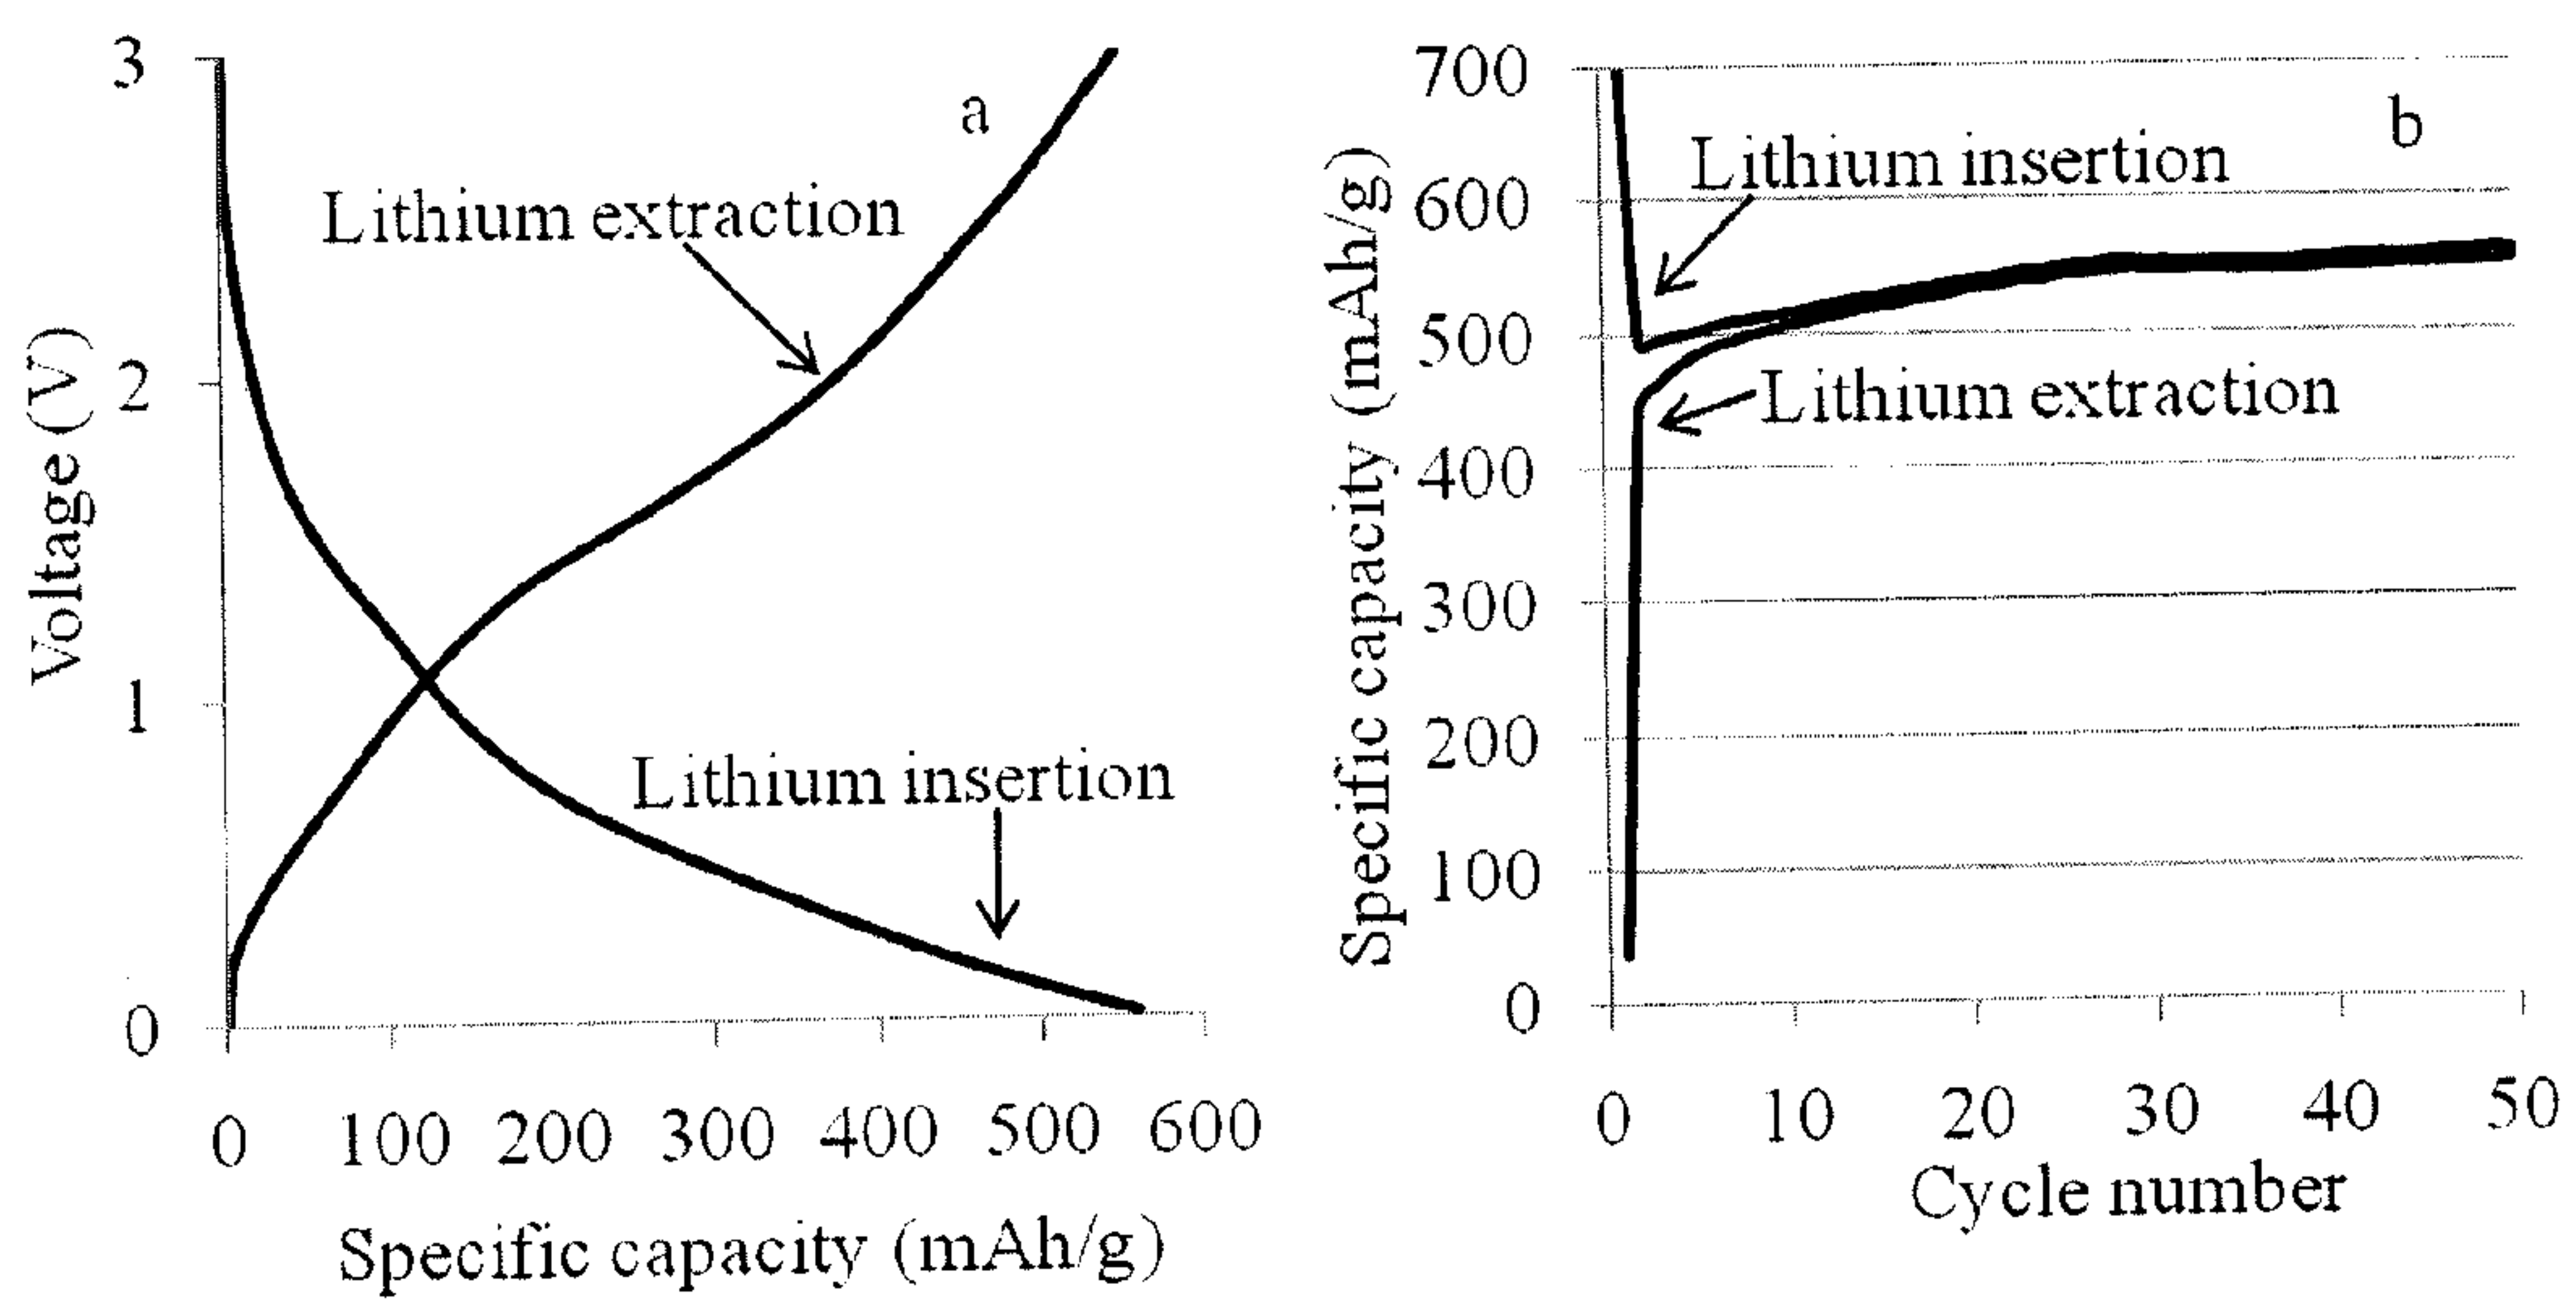 3
2
1
0
Voltage (V)
a
Lithium extraction
Lithium insertion
0 100 200 300 400 500 600
Specific capacity (mAh/g)
700
600
500
400
300
200
100
0
Specific capacity (mAh/g)
b
Lithium insertion
Lithium extraction
0 10 20 30 40 50
Cycle number